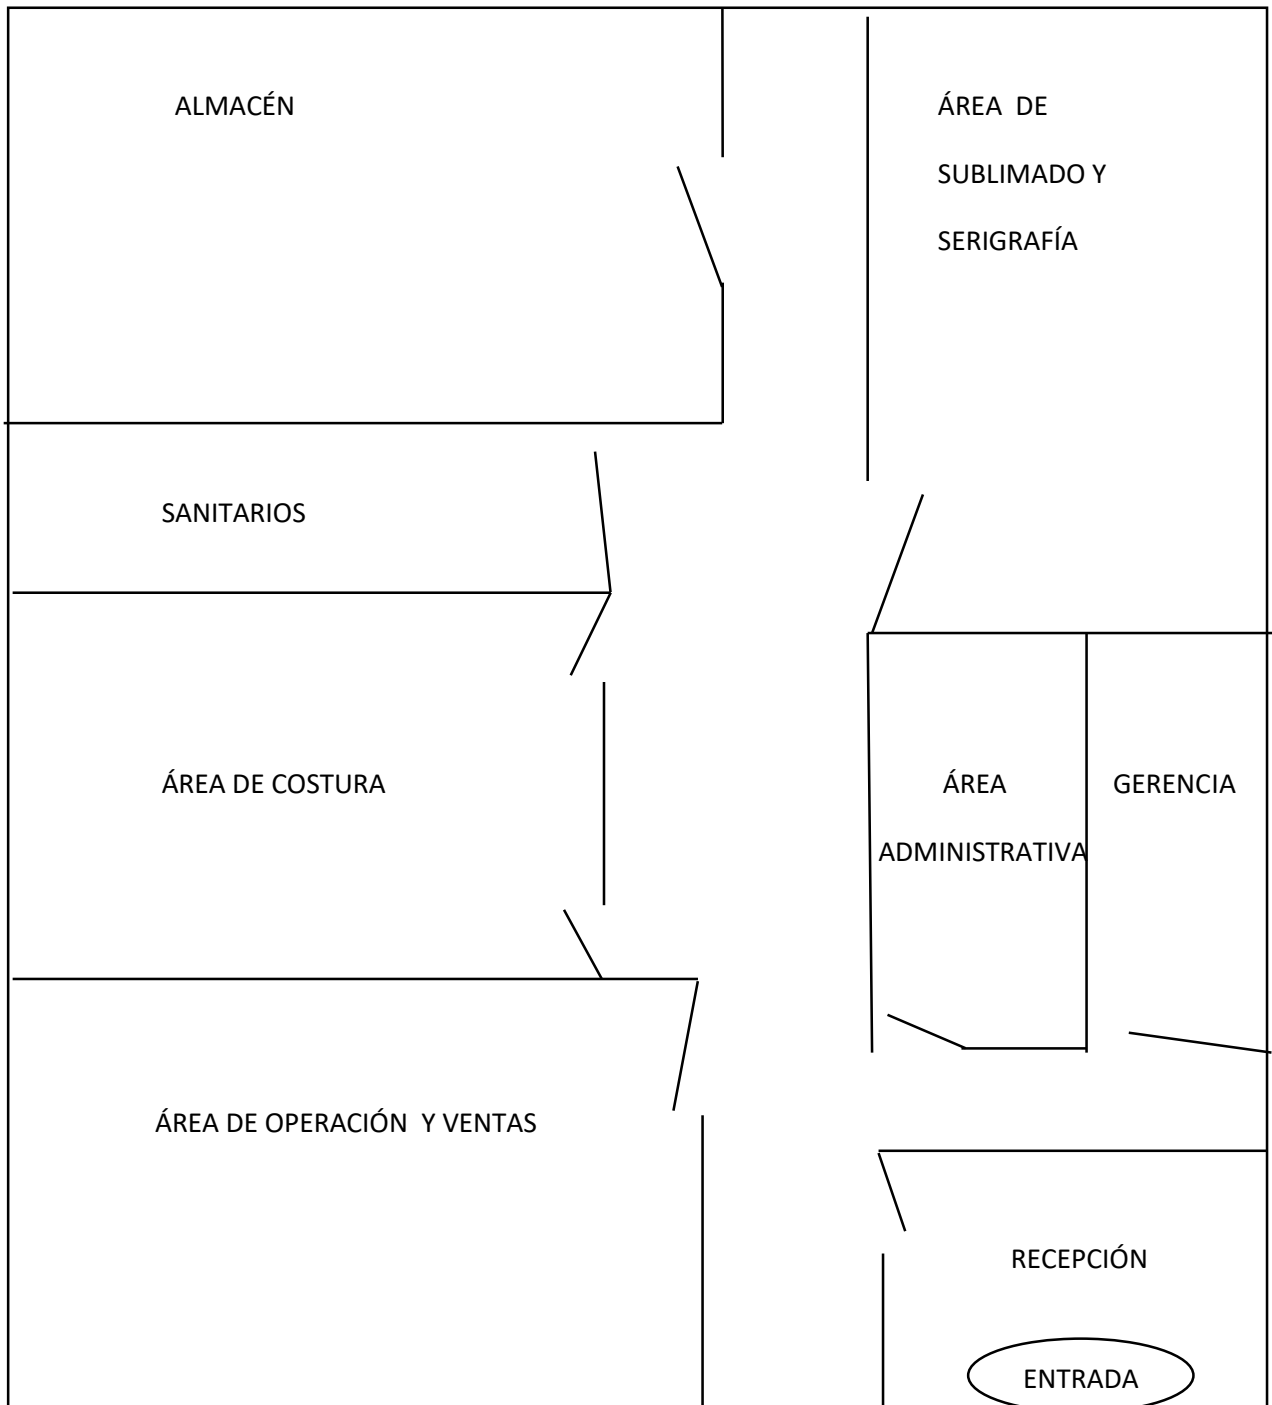 ALMACÉN
ÁREA DE
SUBLIMADO Y
SERIGRAFÍA
SANITARIOS
ÁREA DE COSTURA
ÁREA
ADMINISTRATIVA
GERENCIA
ÁREA DE OPERACIÓN Y VENTAS
RECEPCIÓN
ENTRADA